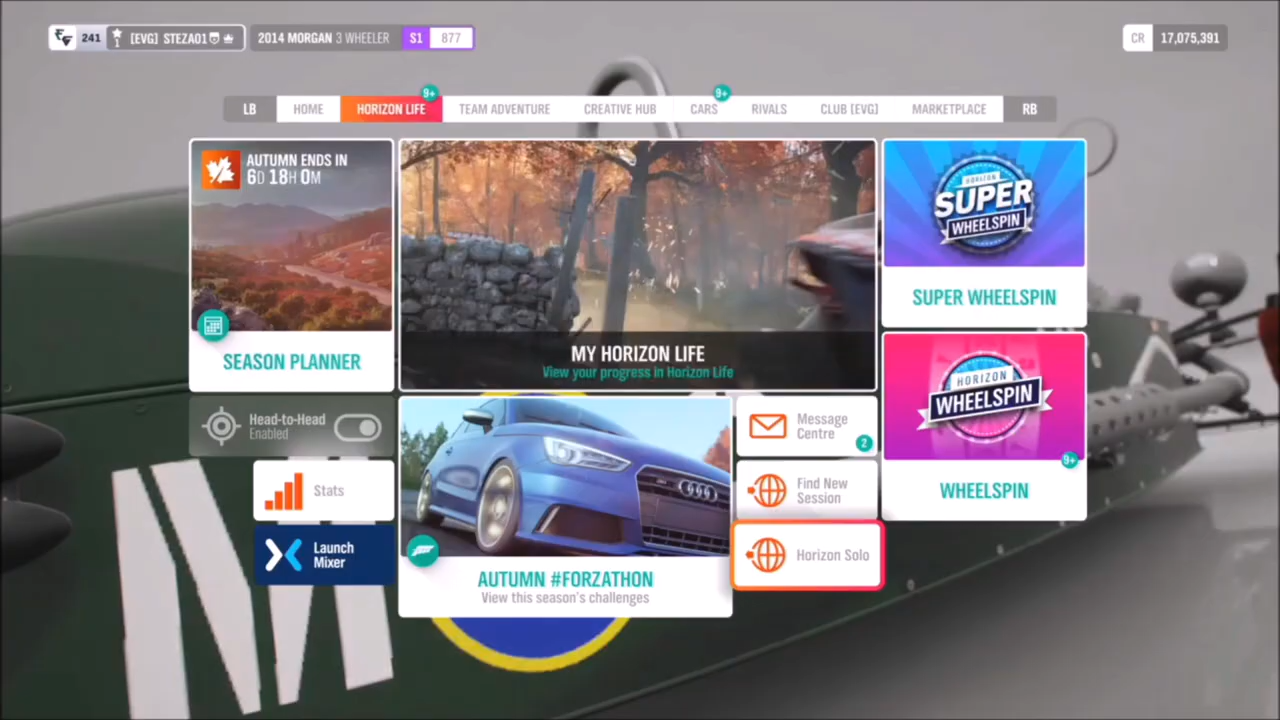 241
[EVG] STEZA01
2014 MORGAN 3 WHEELER
S1
877
CR
17,075,391
9+
9+
LB
HOME
HORIZON LIFE
TEAM ADVENTURE
CREATIVE HUB
CARS
RIVALS
CLUB [EVG]
MARKETPLACE
RB
AUTUMN ENDS IN
6D 18H 0M
SEASON PLANNER
MY HORIZON LIFE
View your progress in Horizon Life
HORIZON
SUPER
WHEELSPIN
SUPER WHEELSPIN
Head-to-Head
Enabled
Stats
Launch
Mixer
AUTUMN #FORZATHON
View this season's challenges
Message
Centre
2
Find New
Session
Horizon Solo
HORIZON
WHEELSPIN
9+
WHEELSPIN